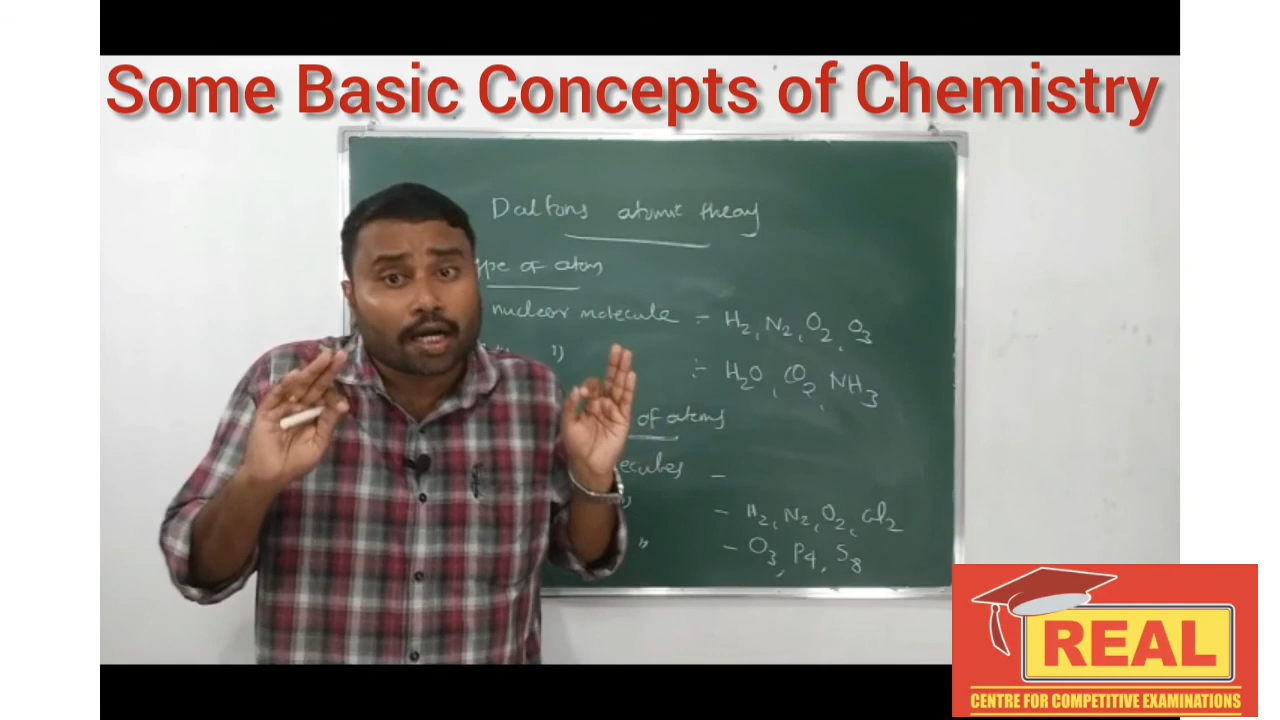 Some Basic Concepts of Chemistry
Daltons atomic theory
ype of atom
nuclear molecule :- H2, N2, O2, O3
" :- H2O, CO2, NH3
of atoms
ecules -
" - H2, N2, O2, Cl2
" - O3, P4, S8
REAL
CENTRE FOR COMPETITIVE EXAMINATIONS